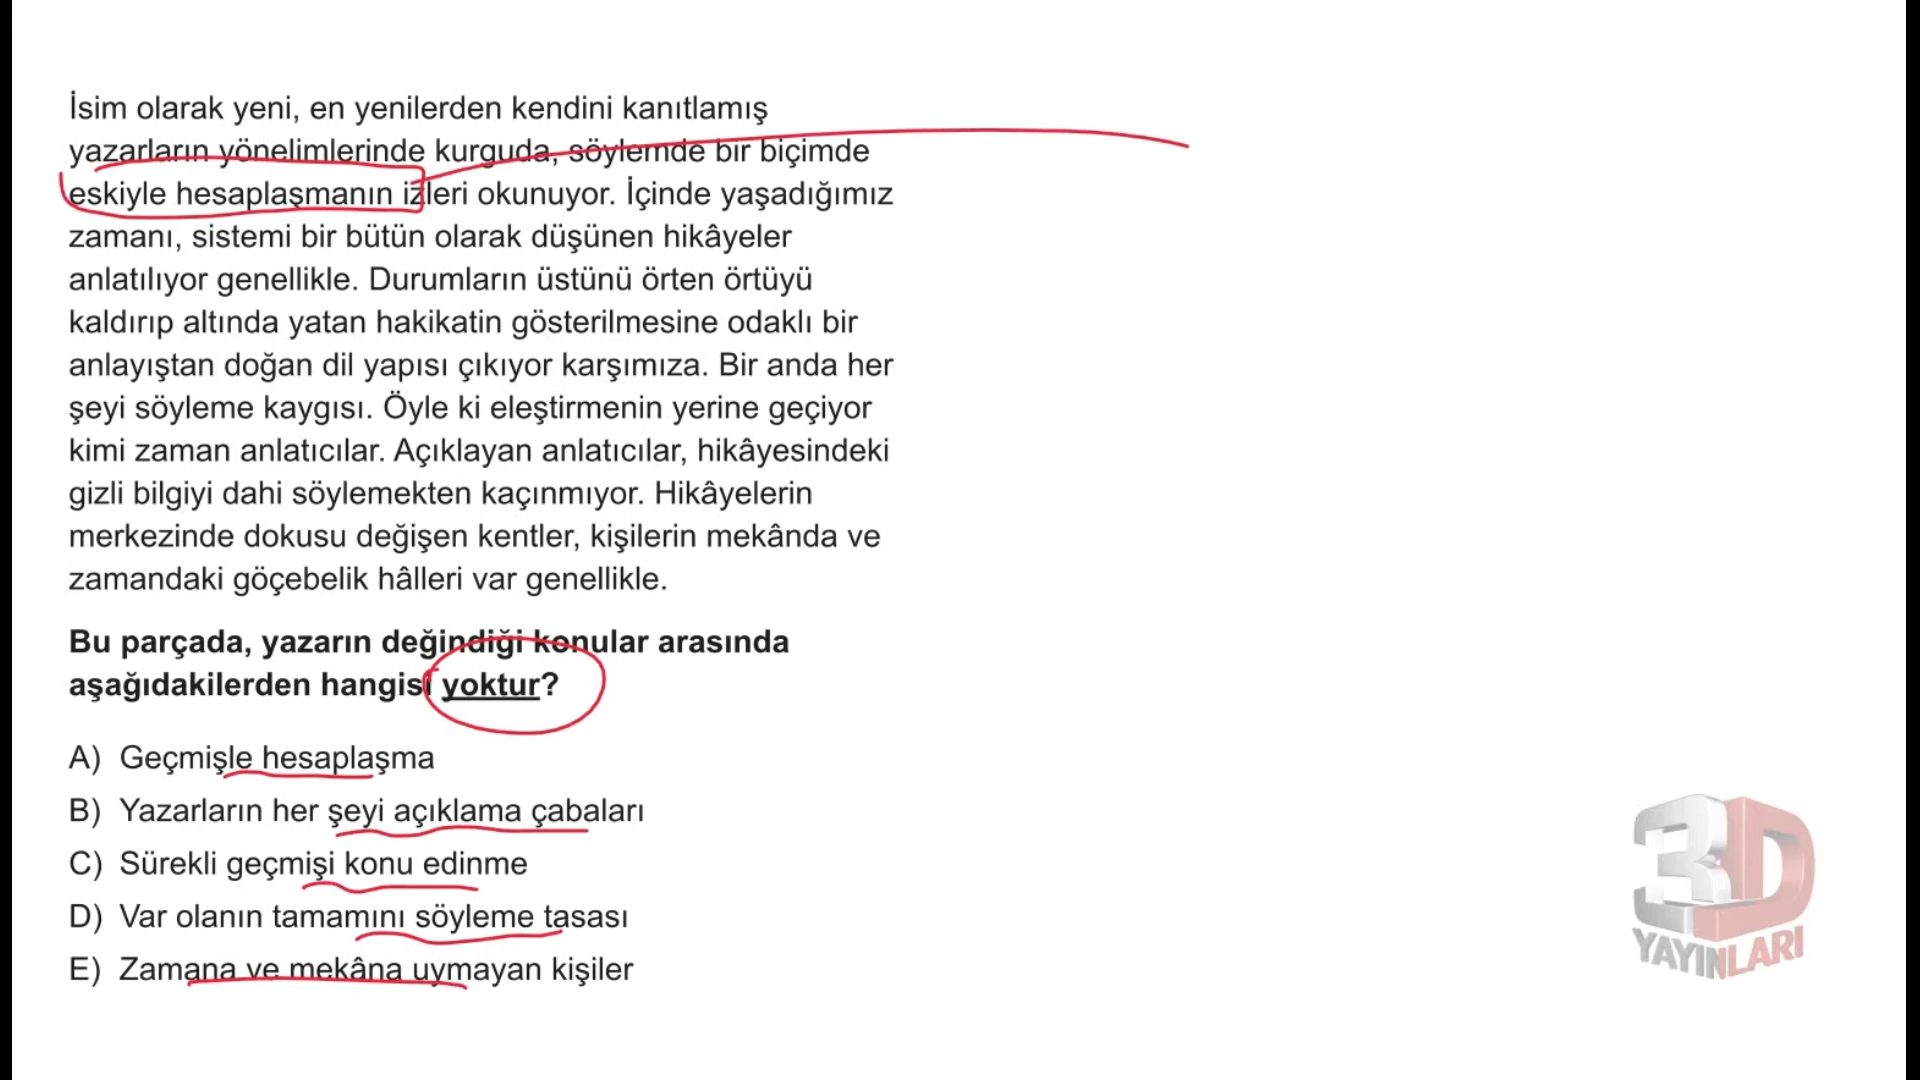 İsim olarak yeni, en yenilerden kendini kanıtlamış
yazarların yönelimlerinde kurguda, söylemde bir biçimde
eskiyle hesaplaşmanın izleri okunuyor. İçinde yaşadığımız
zamanı, sistemi bir bütün olarak düşünen hikâyeler
anlatılıyor genellikle. Durumların üstünü örten örtüyü
kaldırıp altında yatan hakikatin gösterilmesine odaklı bir
anlayıştan doğan dil yapısı çıkıyor karşımıza. Bir anda her
şeyi söyleme kaygısı. Öyle ki eleştirmenin yerine geçiyor
kimi zaman anlatıcılar. Açıklayan anlatıcılar, hikâyesindeki
gizli bilgiyi dahi söylemekten kaçınmıyor. Hikâyelerin
merkezinde dokusu değişen kentler, kişilerin mekânda ve
zamandaki göçebelik hâlleri var genellikle.
Bu parçada, yazarın değindiği konular arasında
aşağıdakilerden hangisi yoktur?
A) Geçmişle hesaplaşma
B) Yazarların her şeyi açıklama çabaları
C) Sürekli geçmişi konu edinme
D) Var olanın tamamını söyleme tasası
E) Zamana ve mekâna uymayan kişiler
3D
YAYINLARI